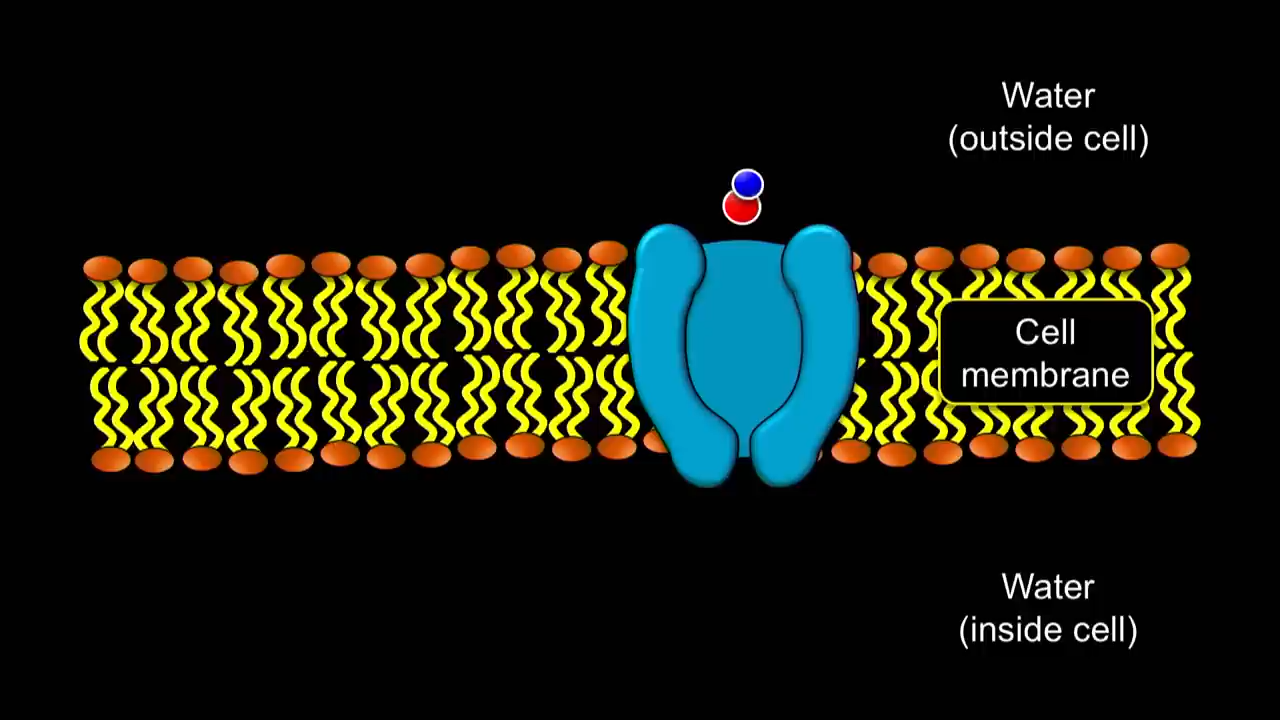 Water
(outside cell)
Cell
membrane
Water
(inside cell)